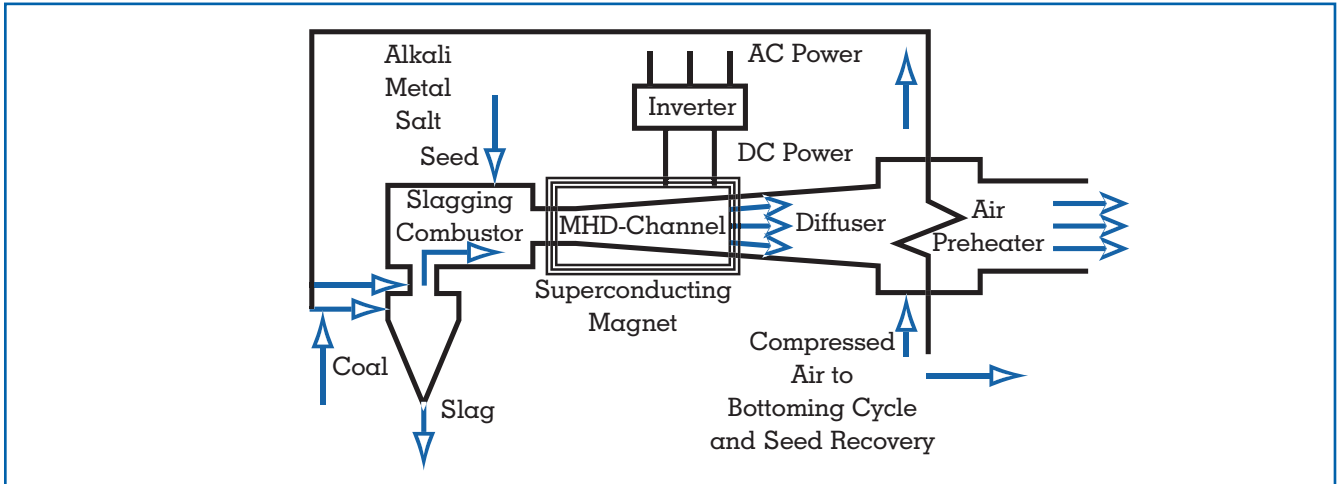 Alkali
Metal
Salt
Seed
AC Power
Inverter
DC Power
Slagging
Combustor
MHD-Channel
Diffuser
Air
Preheater
Superconducting
Magnet
Coal
Slag
Compressed
Air to
Bottoming Cycle
and Seed Recovery